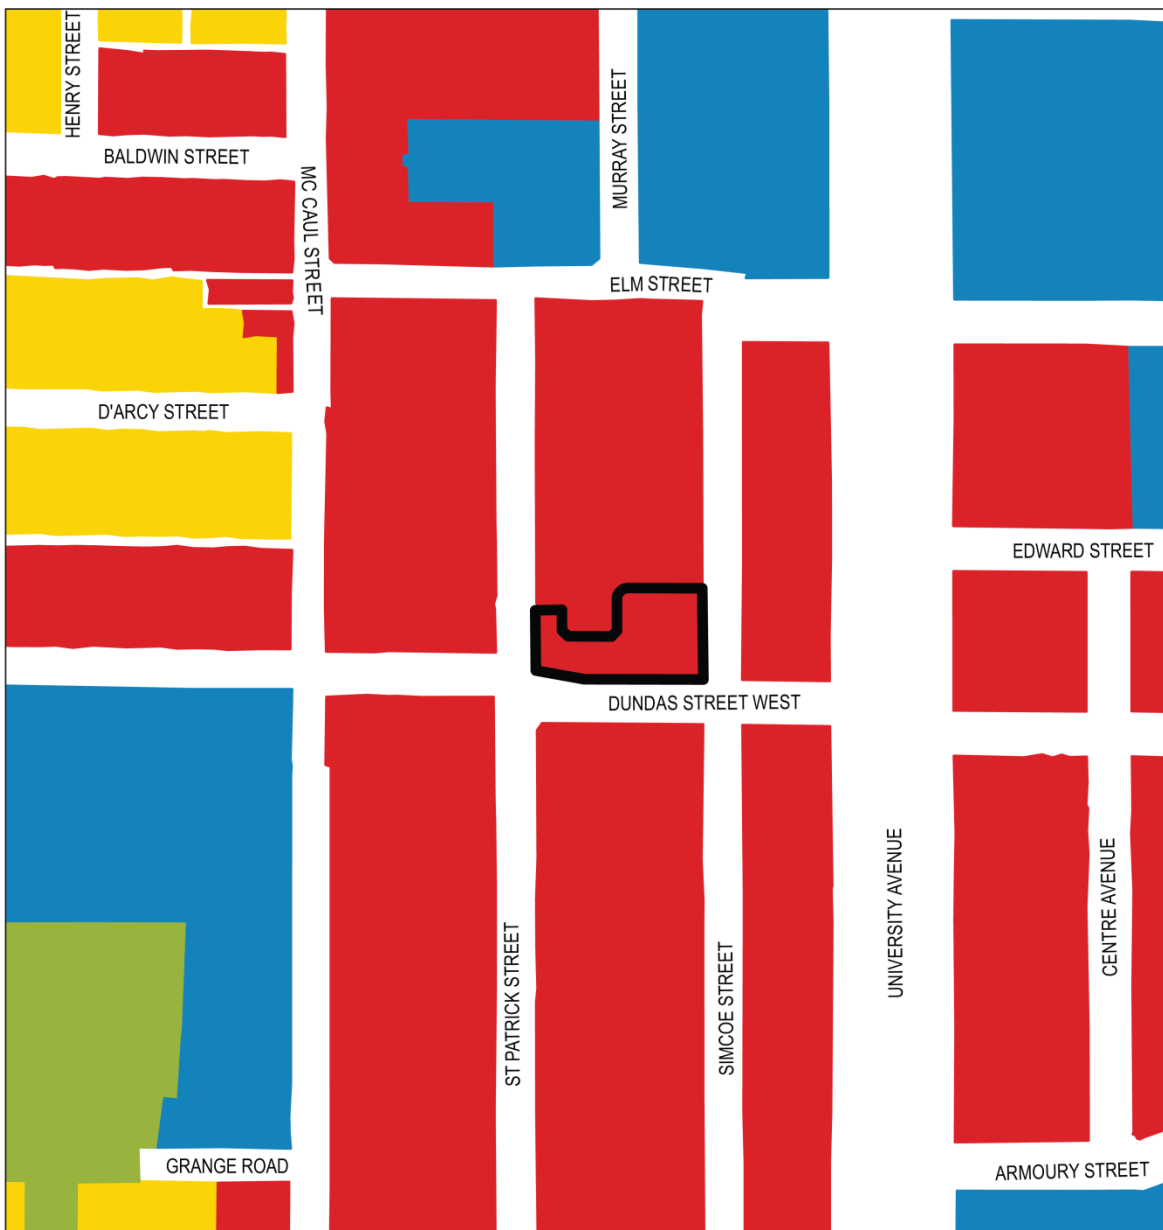 HENRY STREET
BALDWIN STREET
MC CAUL STREET
MURRAY STREET
ELM STREET
D'ARCY STREET
EDWARD STREET
DUNDAS STREET WEST
UNIVERSITY AVENUE
CENTRE AVENUE
ST PATRICK STREET
SIMCOE STREET
GRANGE ROAD
ARMOURY STREET